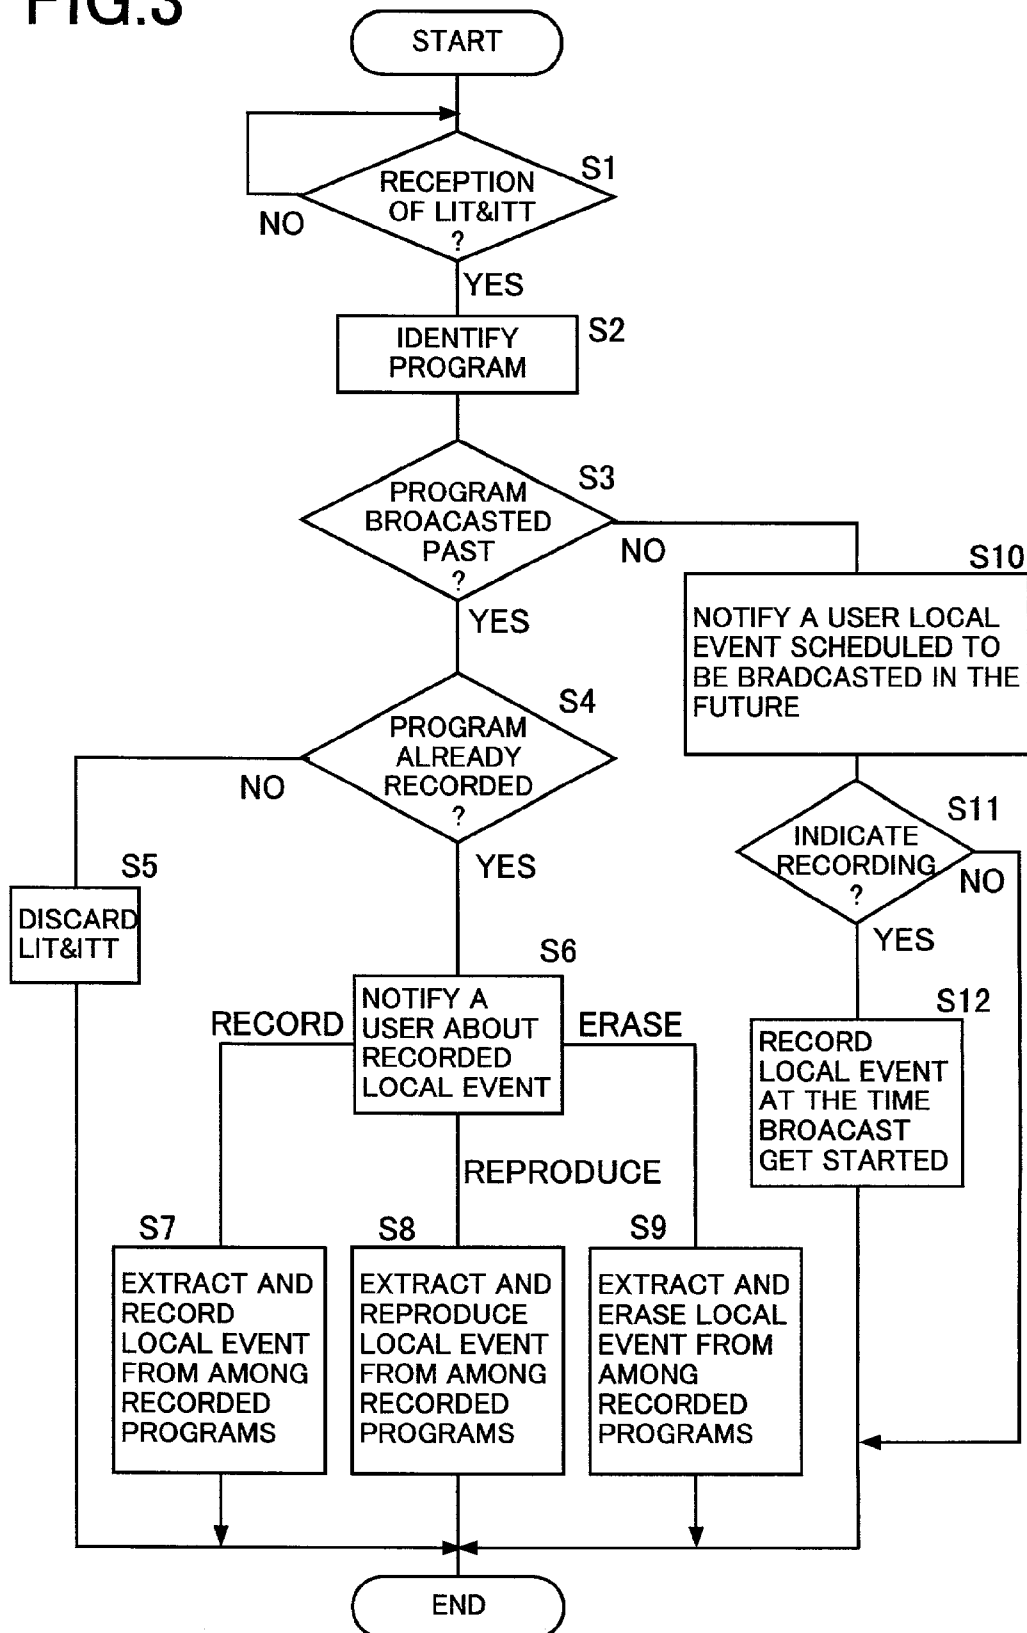 FIG.3
START
S1
RECEPTION
OF LIT&ITT
?
NO
YES
S2
IDENTIFY
PROGRAM
S3
PROGRAM
BROACASTED
PAST
?
NO
YES
S10
NOTIFY A USER LOCAL
EVENT SCHEDULED TO
BE BRADCASTED IN THE
FUTURE
S4
PROGRAM
ALREADY
RECORDED
?
NO
YES
S11
INDICATE
RECORDING
?
NO
YES
S5
DISCARD
LIT&ITT
S6
NOTIFY A
USER ABOUT
RECORDED
LOCAL EVENT
RECORD
ERASE
REPRODUCE
S12
RECORD
LOCAL EVENT
AT THE TIME
BROACAST
GET STARTED
S7
EXTRACT AND
RECORD
LOCAL EVENT
FROM AMONG
RECORDED
PROGRAMS
S8
EXTRACT AND
REPRODUCE
LOCAL EVENT
FROM AMONG
RECORDED
PROGRAMS
S9
EXTRACT AND
ERASE LOCAL
EVENT FROM
AMONG
RECORDED
PROGRAMS
END